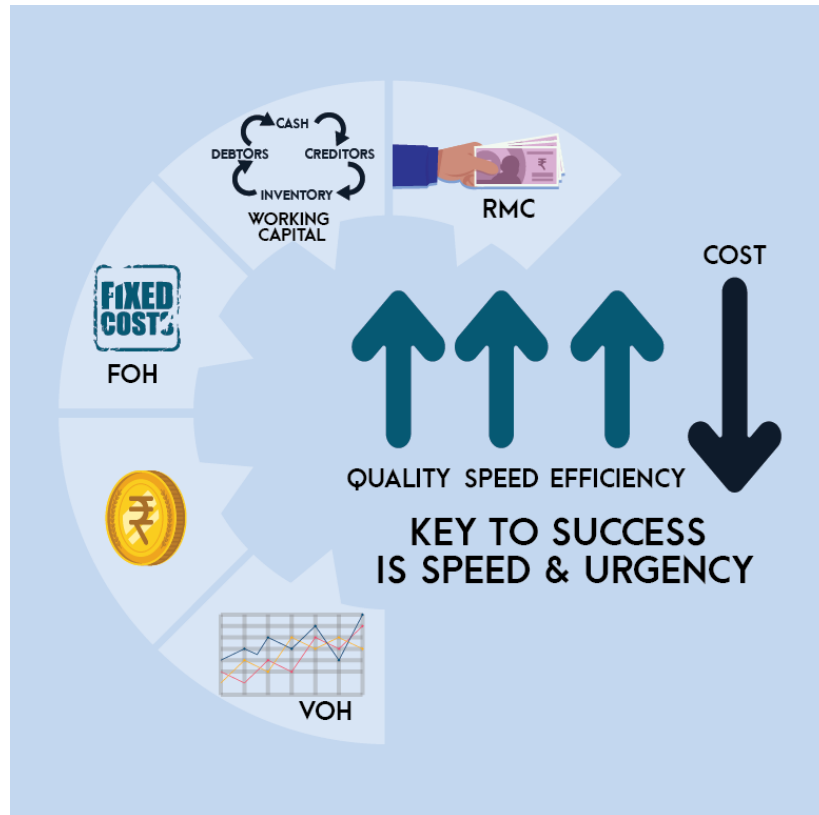 CASH
DEBTORS CREDITORS
INVENTORY
WORKING
CAPITAL
₹
RMC
FIXED
COSTS
FOH
₹
VOH
COST
QUALITY SPEED EFFICIENCY
KEY TO SUCCESS
IS SPEED & URGENCY